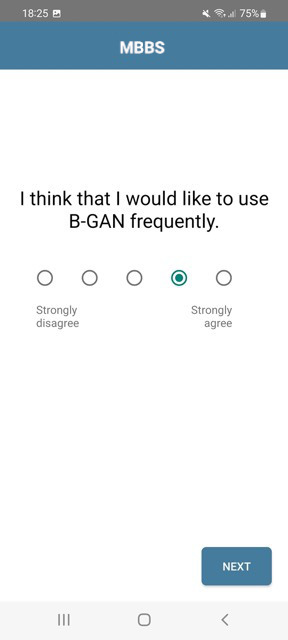 18:25 75%
MBBS
I think that I would like to use
B-GAN frequently.
Strongly Strongly
disagree agree
NEXT